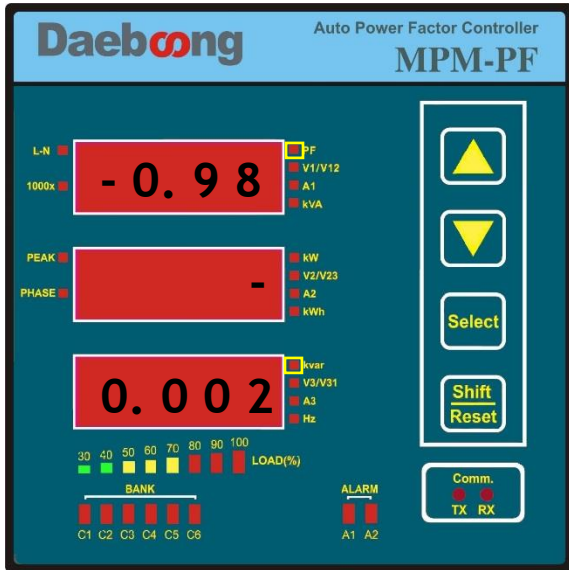 Daeboong
Auto Power Factor Controller
MPM-PF
L-N
1000x
-0.98
PF
V1/V12
A1
kVA
PEAK
PHASE
-
kW
V2/V23
A2
kWh
0.002
kvar
V3/V31
A3
Hz
30 40 50 60 70 80 90 100 LOAD(%)
BANK
C1 C2 C3 C4 C5 C6
ALARM
A1 A2
Select
Shift
Reset
Comm.
TX RX